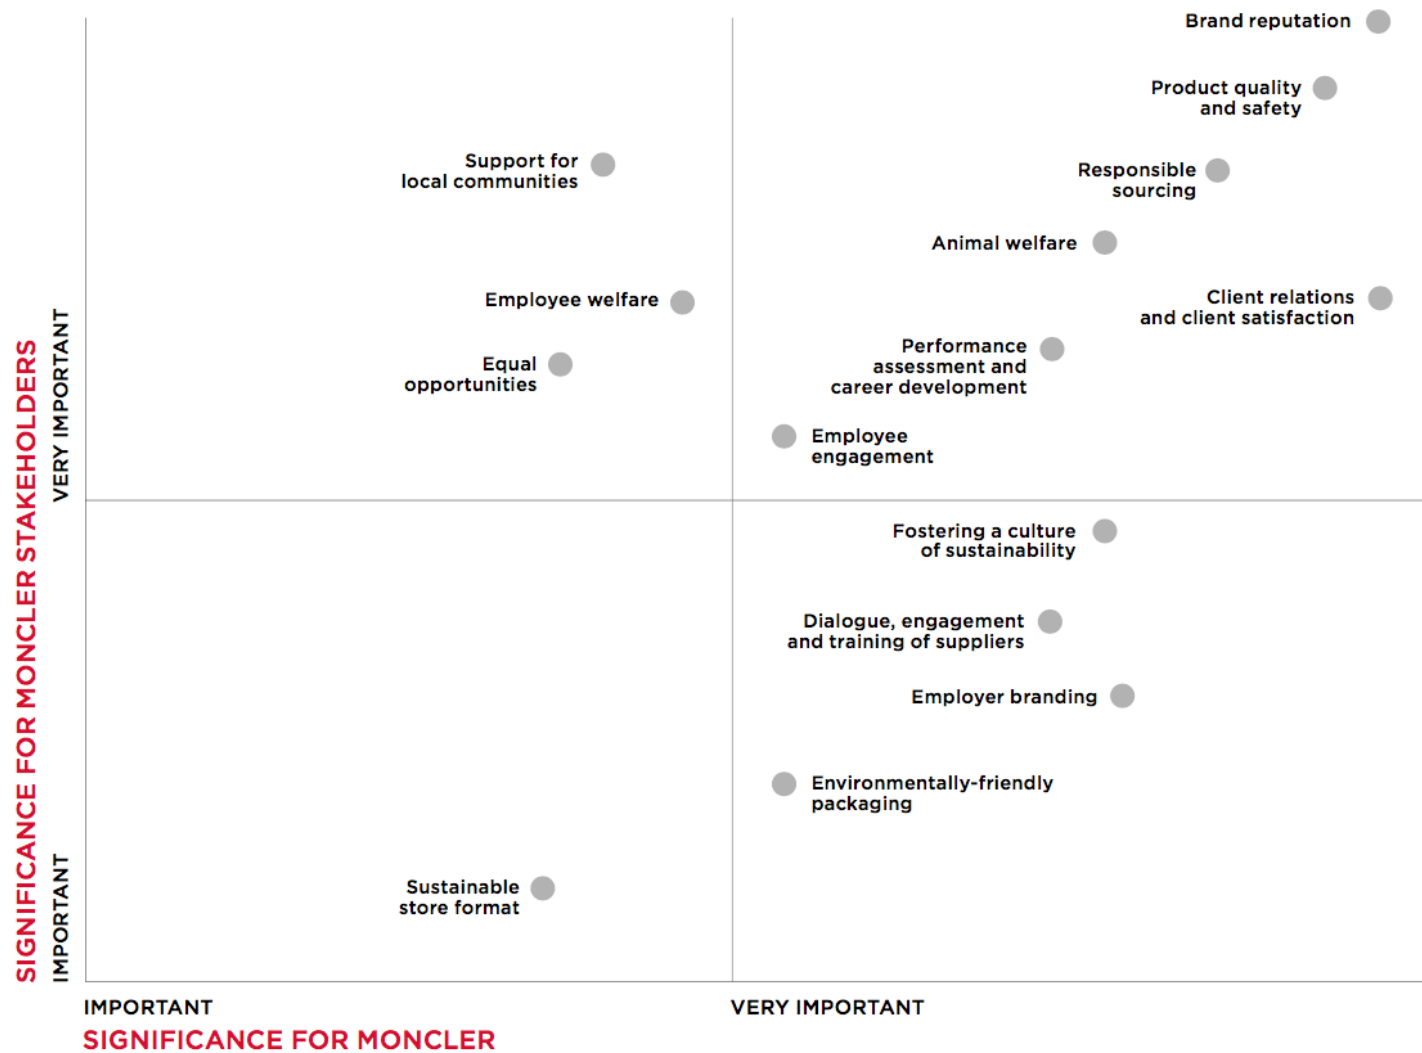 Brand reputation
Product quality
and safety
Support for
local communities
Responsible
sourcing
Animal welfare
Employee welfare
Client relations
and client satisfaction
Equal
opportunities
Performance
assessment and
career development
Employee
engagement
Fostering a culture
of sustainability
Dialogue, engagement
and training of suppliers
Employer branding
Environmentally-friendly
packaging
Sustainable
store format
SIGNIFICANCE FOR MONCLER STAKEHOLDERS
VERY IMPORTANT
IMPORTANT
IMPORTANT
VERY IMPORTANT
SIGNIFICANCE FOR MONCLER